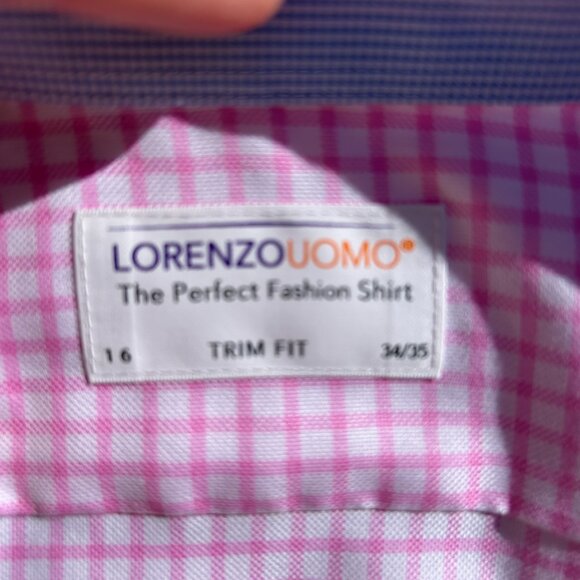 LORENZOUOMO®
The Perfect Fashion Shirt
16 TRIM FIT 34/35